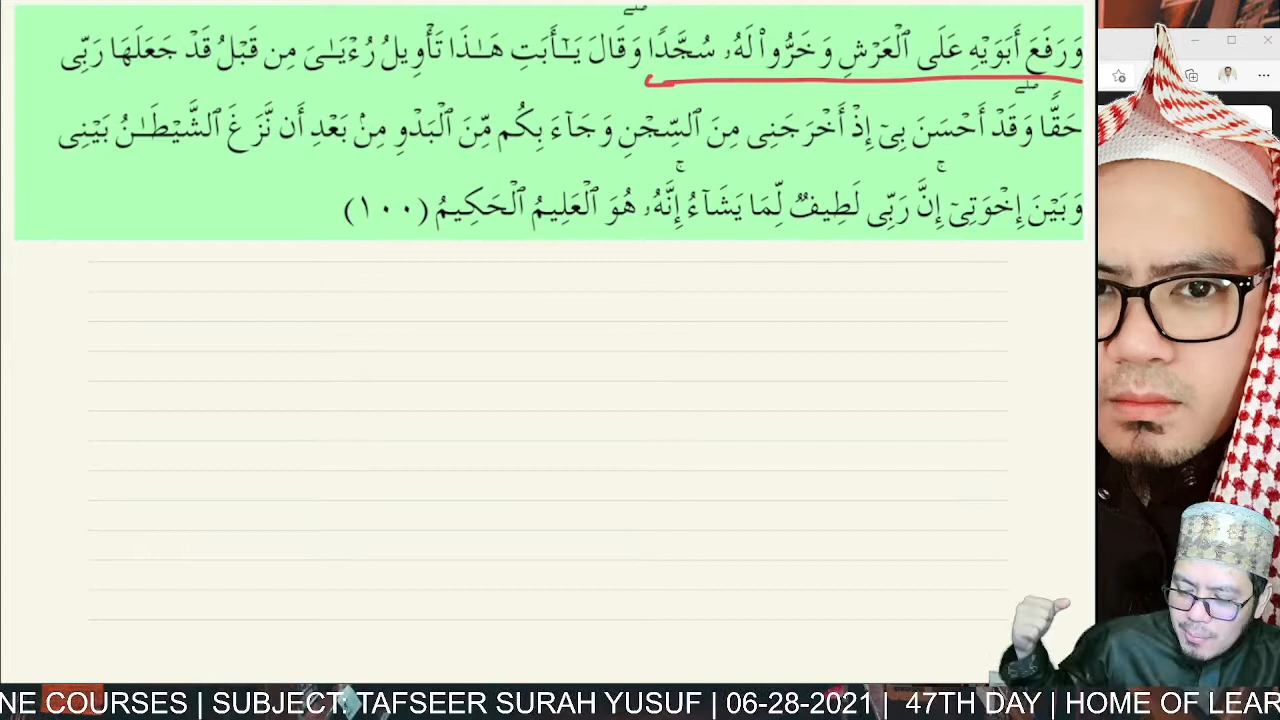 وَرَفَعَ أَبَوَيْهِ عَلَى ٱلْعَرْشِ وَخَرُّوا۟ لَهُۥ سُجَّدًاۖ وَقَالَ يَـٰٓأَبَتِ هَـٰذَا تَأْوِيلُ رُءْيَـٰىَ مِن قَبْلُ قَدْ جَعَلَهَا رَبِّى
حَقًّاۖ وَقَدْ أَحْسَنَ بِىٓ إِذْ أَخْرَجَنِى مِنَ ٱلسِّجْنِ وَجَآءَ بِكُم مِّنَ ٱلْبَدْوِ مِنۢ بَعْدِ أَن نَّزَغَ ٱلشَّيْطَـٰنُ بَيْنِى
وَبَيْنَ إِخْوَتِىٓۚ إِنَّ رَبِّى لَطِيفٌ لِّمَا يَشَآءُۚ إِنَّهُۥ هُوَ ٱلْعَلِيمُ ٱلْحَكِيمُ (١٠٠)
NE COURSES | SUBJECT: TAFSEER SURAH YUSUF | 06-28-2021 | 47TH DAY | HOME OF LEAR